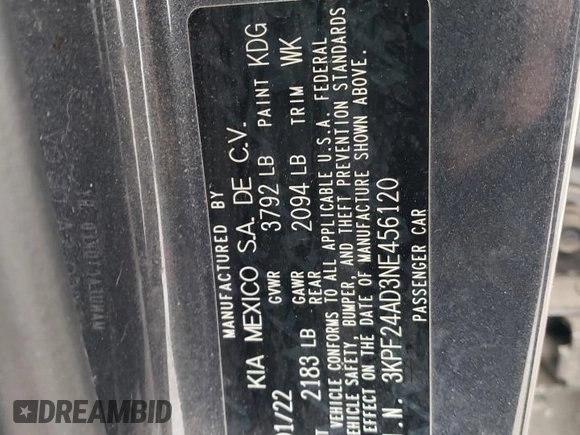 MANUFACTURED BY
KIA MEXICO S.A. DE C.V.
01/22 GVWR 3792 LB PAINT KDG
2183 LB GAWR REAR 2094 LB TRIM WK
VEHICLE CONFORMS TO ALL APPLICABLE U.S.A. FEDERAL
VEHICLE SAFETY, BUMPER, AND THEFT PREVENTION STANDARDS
EFFECT ON THE DATE OF MANUFACTURE SHOWN ABOVE.
I.N. 3KPF24AD3NE456120
PASSENGER CAR
DREAMBID